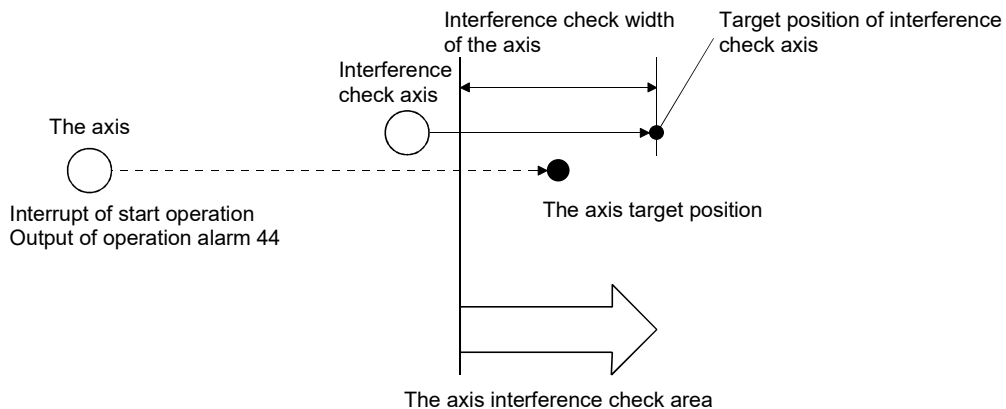 Interference check width
of the axis
Target position of interference
check axis
Interference
check axis
The axis
Interrupt of start operation
Output of operation alarm 44
The axis target position
The axis interference check area